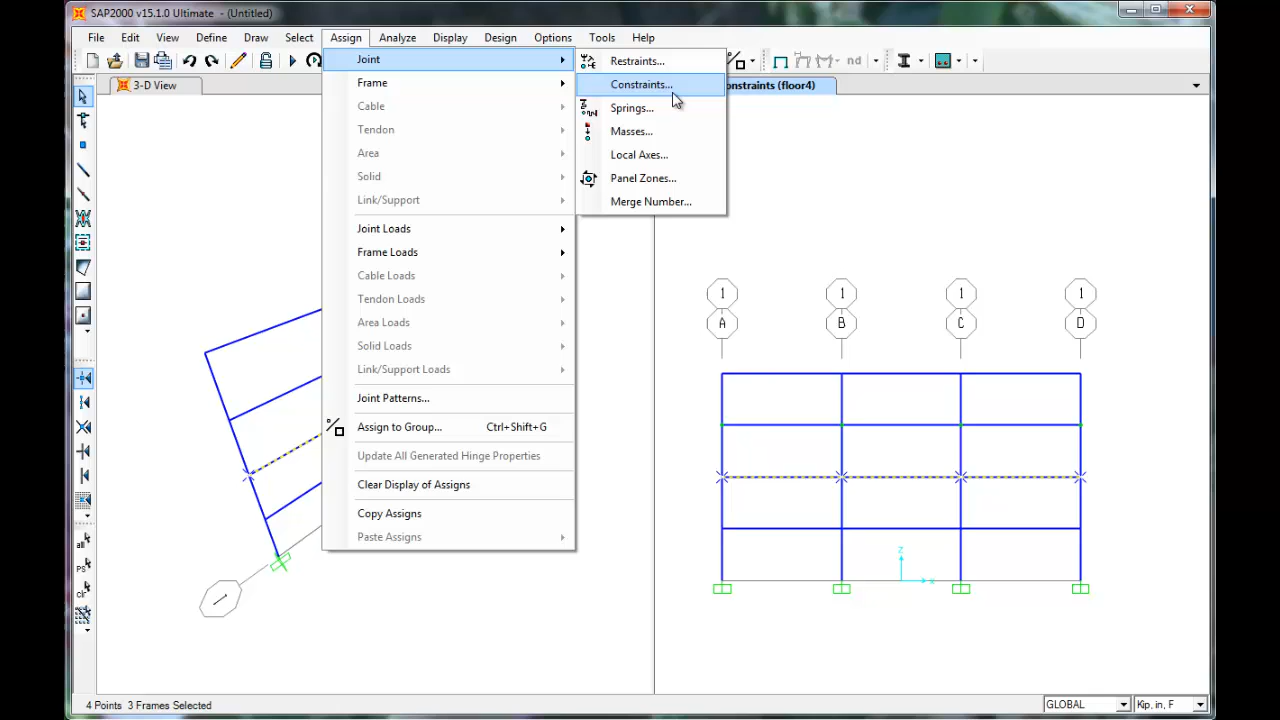 SAP2000 v15.1.0 Ultimate - (Untitled)
File Edit View Define Draw Select Assign Analyze Display Design Options Tools Help
nd
3-D View
onstraints (floor4)
Joint
Frame
Cable
Tendon
Area
Solid
Link/Support
Joint Loads
Frame Loads
Cable Loads
Tendon Loads
Area Loads
Solid Loads
Link/Support Loads
Joint Patterns...
Assign to Group... Ctrl+Shift+G
Update All Generated Hinge Properties
Clear Display of Assigns
Copy Assigns
Paste Assigns
Restraints...
Constraints...
Springs...
Masses...
Local Axes...
Panel Zones...
Merge Number...
all
PS
clr
1 1 1 1
A B C D
z
x
4 Points 3 Frames Selected
GLOBAL
Kip, in, F